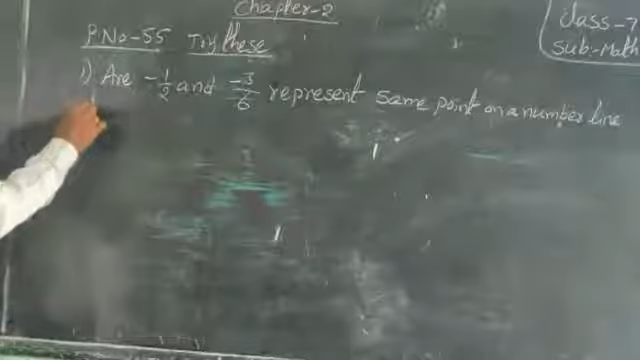 Chapter-2
Class-7
Sub:-Math
P.No-55 Try these
1) Are -1/2 and -3/6 represent same point on a number line